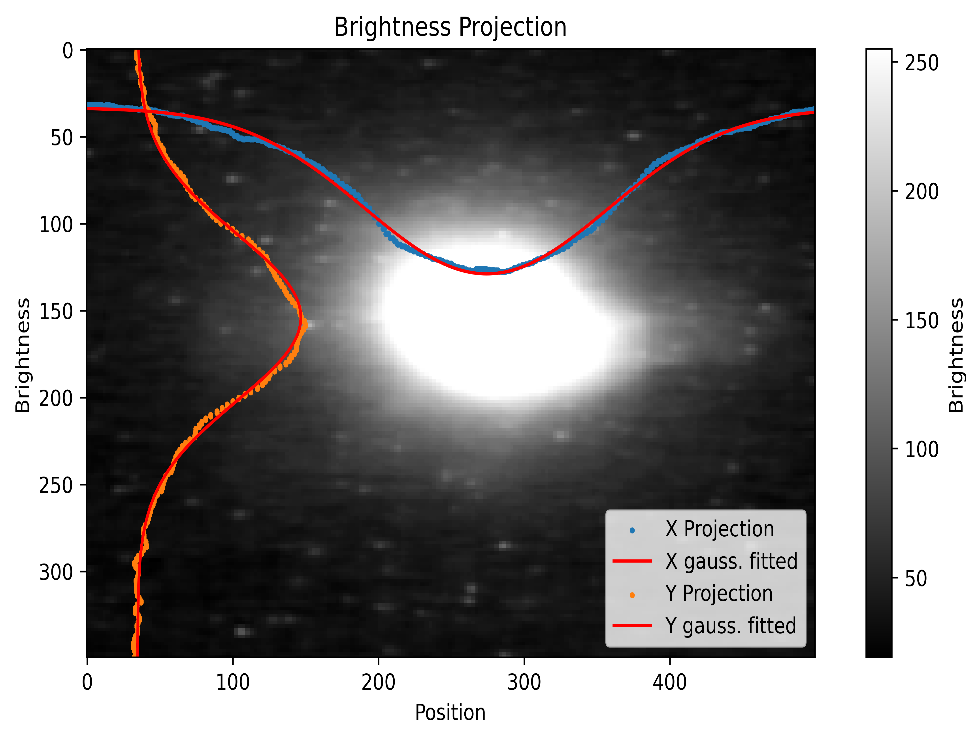 Brightness Projection
0
50
100
150
200
250
300
Brightness
0
100
200
300
400
Position
X Projection
X gauss. fitted
Y Projection
Y gauss. fitted
250
200
150
100
50
Brightness